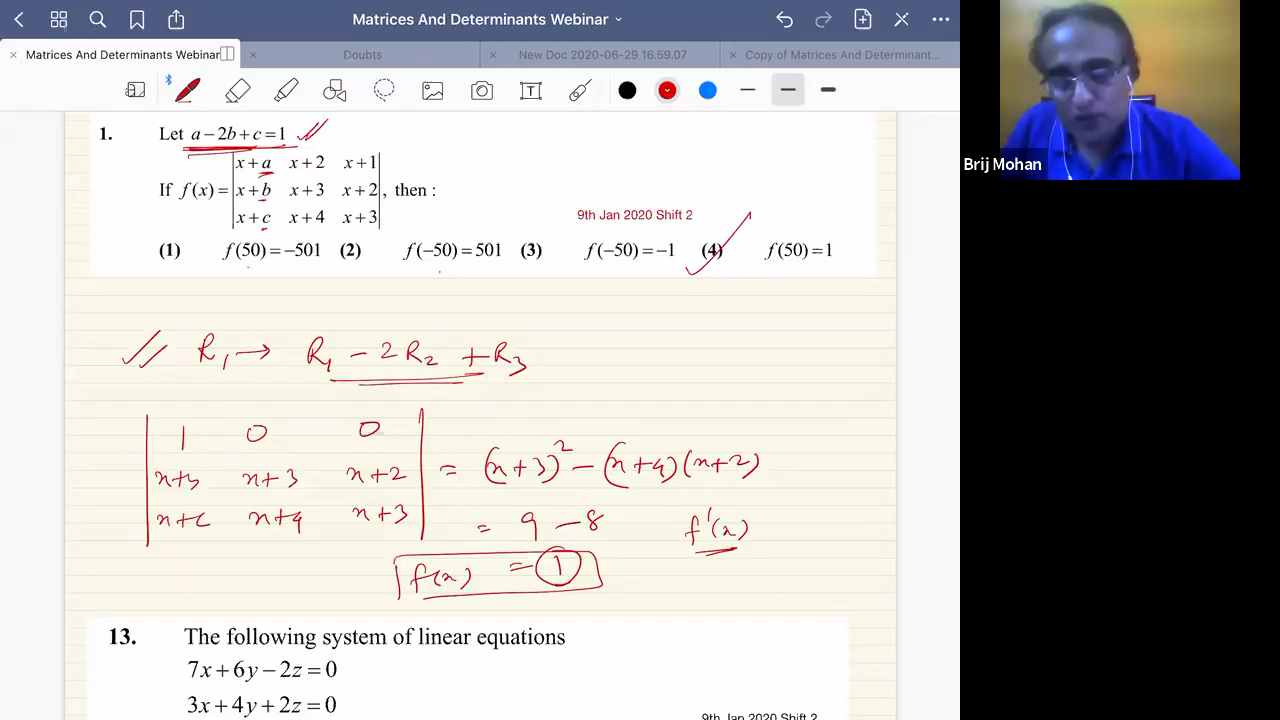 Matrices And Determinants Webinar
Matrices And Determinants Webinar
Doubts
New Doc 2020-06-29 16.59.07
Copy of Matrices And Determinant...
Brij Mohan
1. Let a − 2b + c = 1
If f(x) = |x+a x+2 x+1|
|x+b x+3 x+2|, then :
|x+c x+4 x+3|
9th Jan 2020 Shift 2
(1) f(50) = −501 (2) f(−50) = 501 (3) f(−50) = −1 (4) f(50) = 1
R₁ → R₁ − 2R₂ + R₃
|1 0 0|
|x+b x+3 x+2| = (x+3)² − (x+4)(x+2)
|x+c x+4 x+3|
= 9 − 8 f'(x)
f(x) = 1
13. The following system of linear equations
7x + 6y − 2z = 0
3x + 4y + 2z = 0
9th Jan 2020 Shift 2